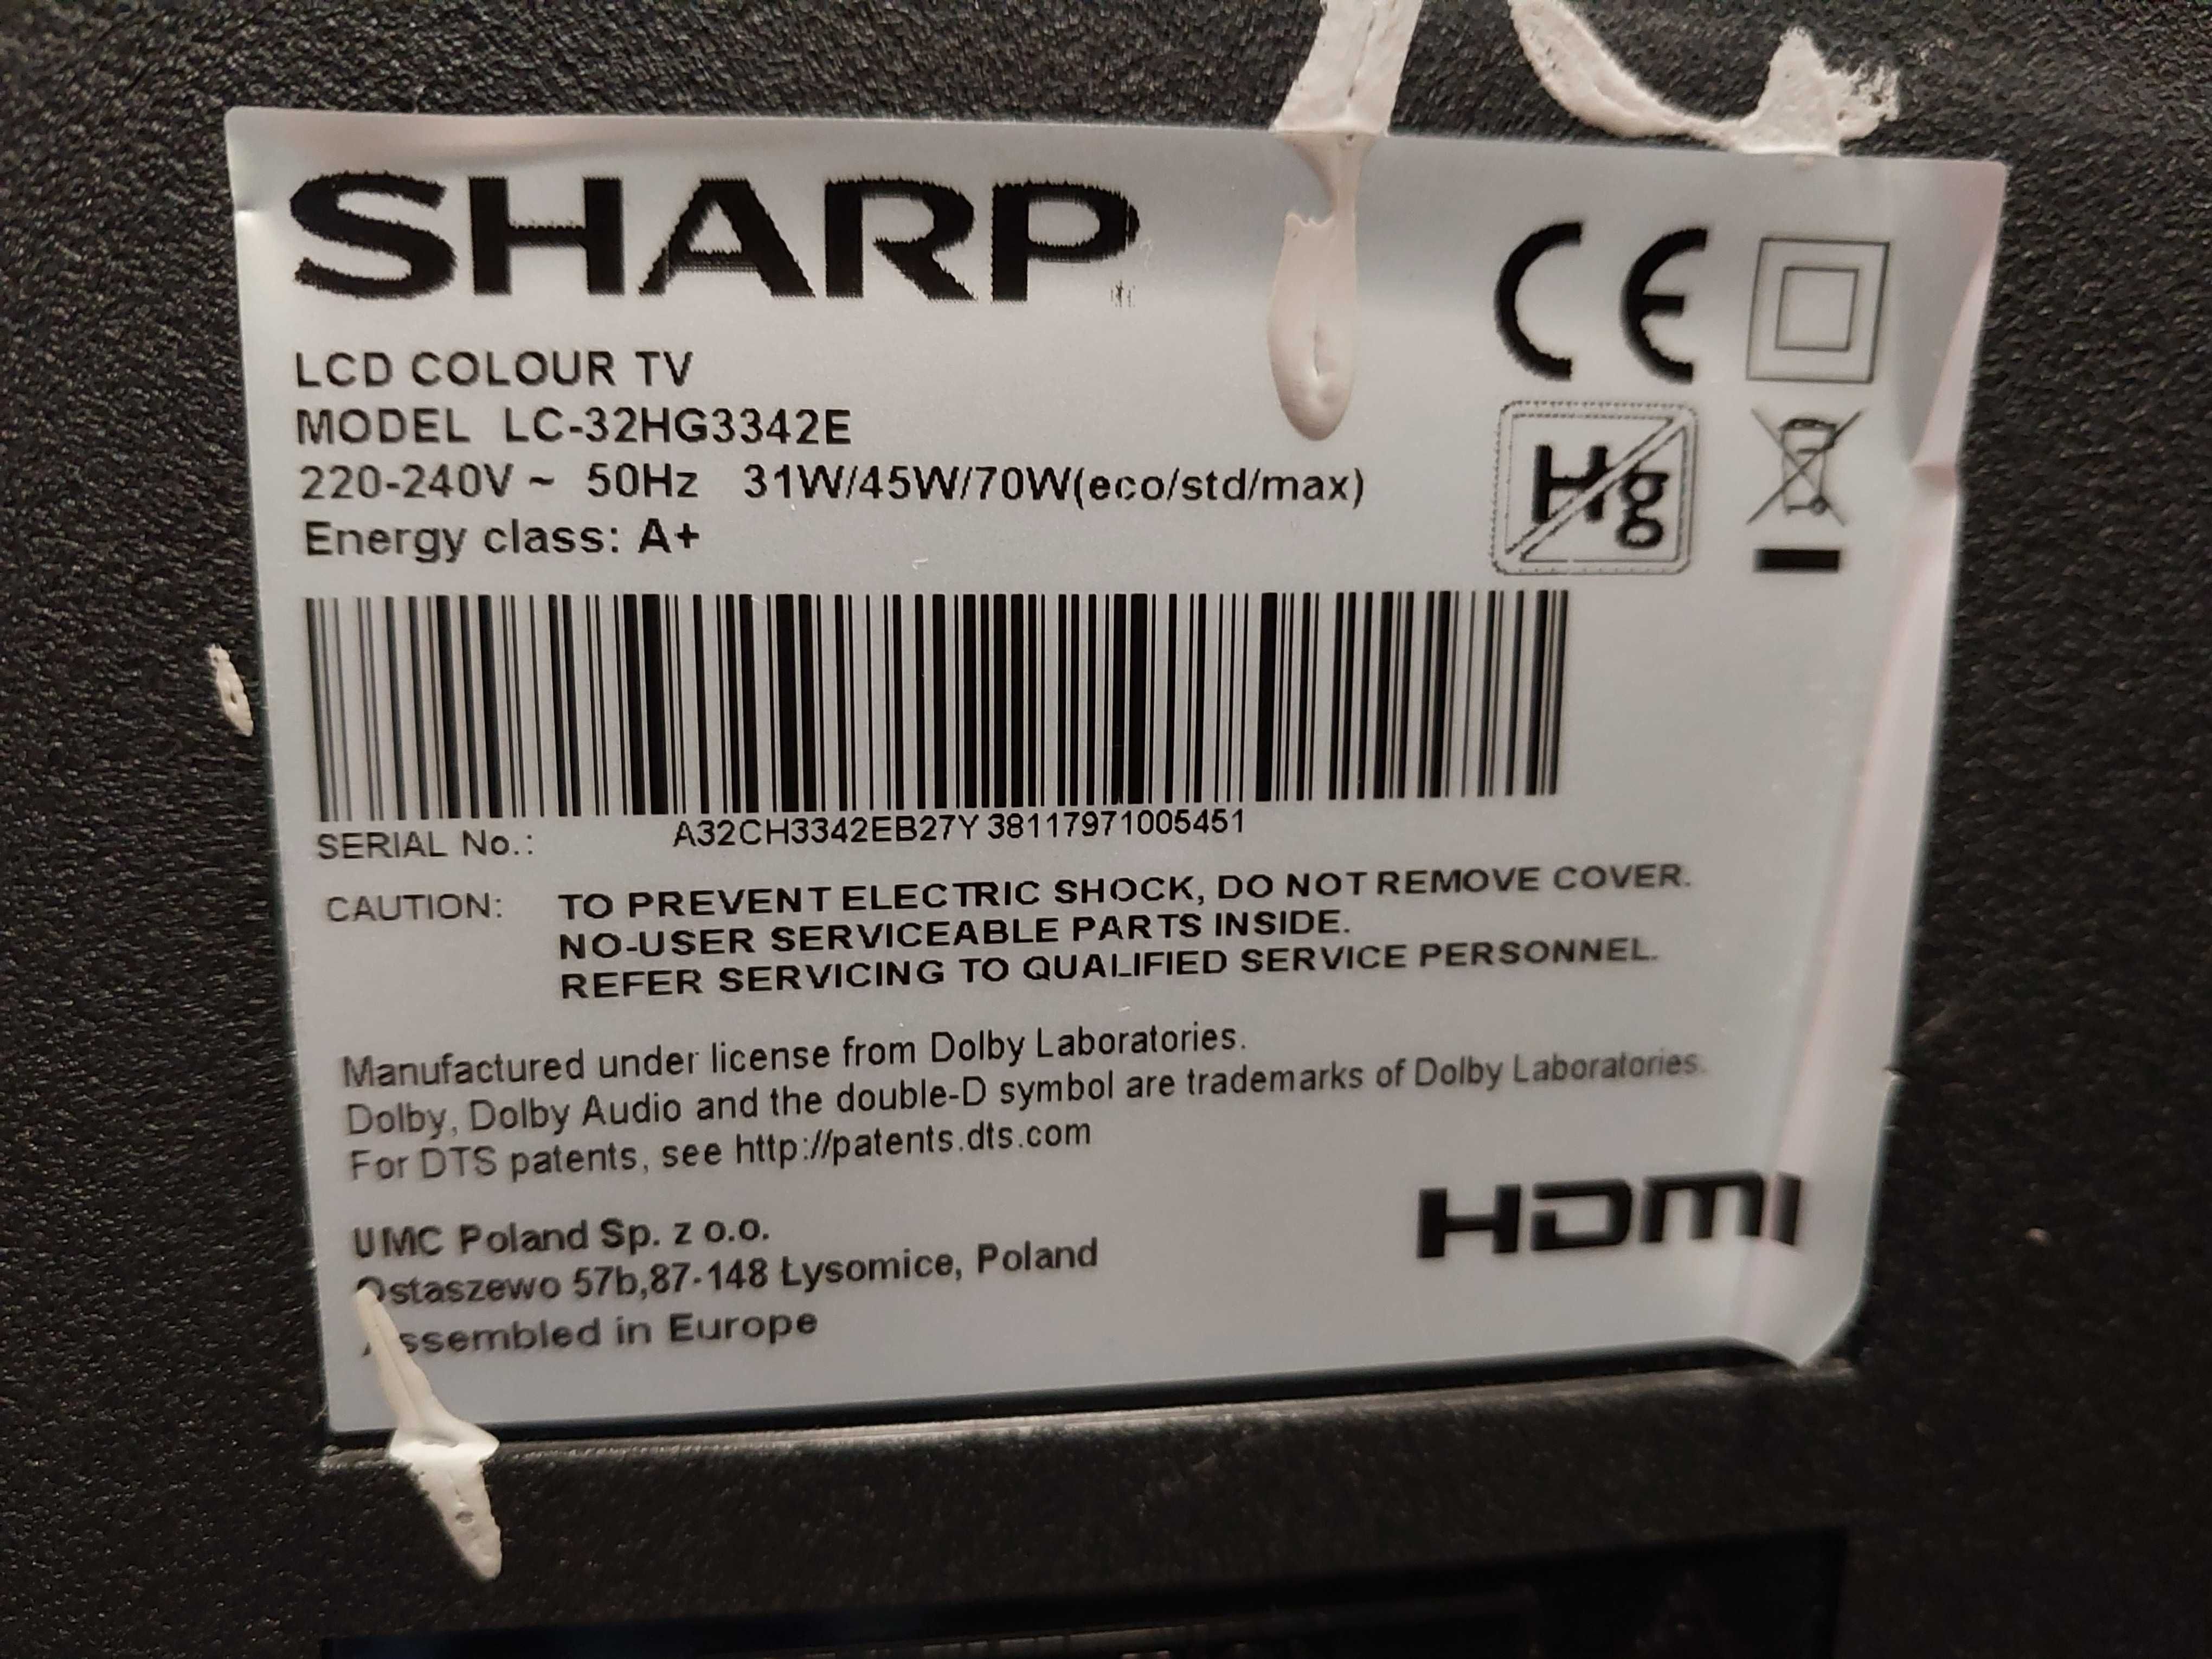 SHARP
LCD COLOUR TV
MODEL LC-32HG3342E
220-240V ~ 50Hz 31W/45W/70W(eco/std/max)
Energy class: A+
CE
Hg
SERIAL No.: A32CH3342EB27Y 38117971005451
CAUTION: TO PREVENT ELECTRIC SHOCK, DO NOT REMOVE COVER.
NO-USER SERVICEABLE PARTS INSIDE.
REFER SERVICING TO QUALIFIED SERVICE PERSONNEL.
Manufactured under license from Dolby Laboratories.
Dolby, Dolby Audio and the double-D symbol are trademarks of Dolby Laboratories.
For DTS patents, see http://patents.dts.com
UMC Poland Sp. z o.o.
Ostaszewo 57b,87-148 Łysomice, Poland
Assembled in Europe
HDMI